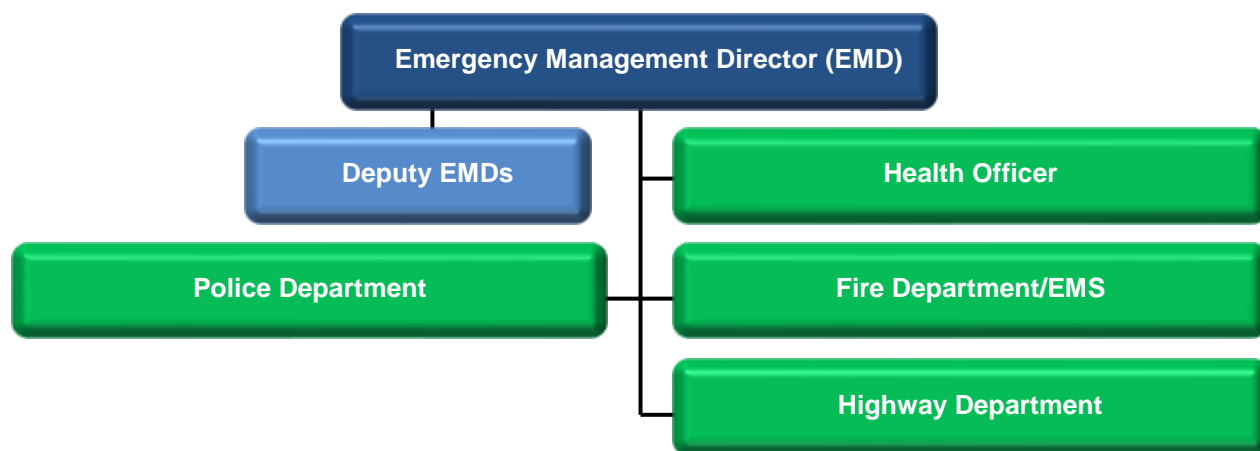 Emergency Management Director (EMD)
Deputy EMDs
Health Officer
Police Department
Fire Department/EMS
Highway Department